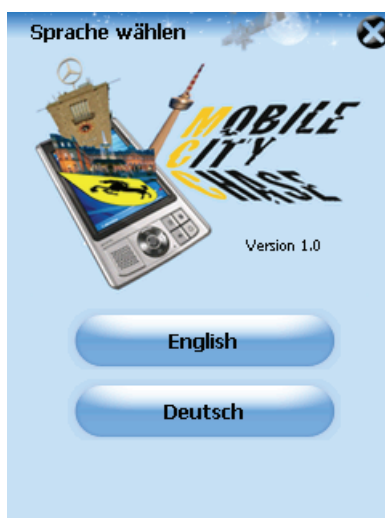 Sprache wählen
MOBILE
CITY
CHASE
Version 1.0
English
Deutsch